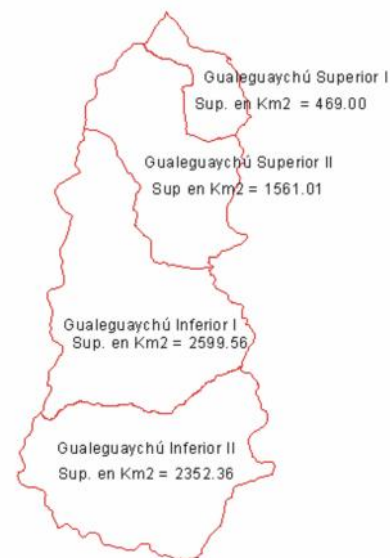 Gualeguaychú Superior I
Sup. en Km2 = 469.00
Gualeguaychú Superior II
Sup en Km2 = 1561.01
Gualeguaychú Inferior I
Sup. en Km2 = 2599.56
Gualeguaychú Inferior II
Sup. en Km2 = 2352.36